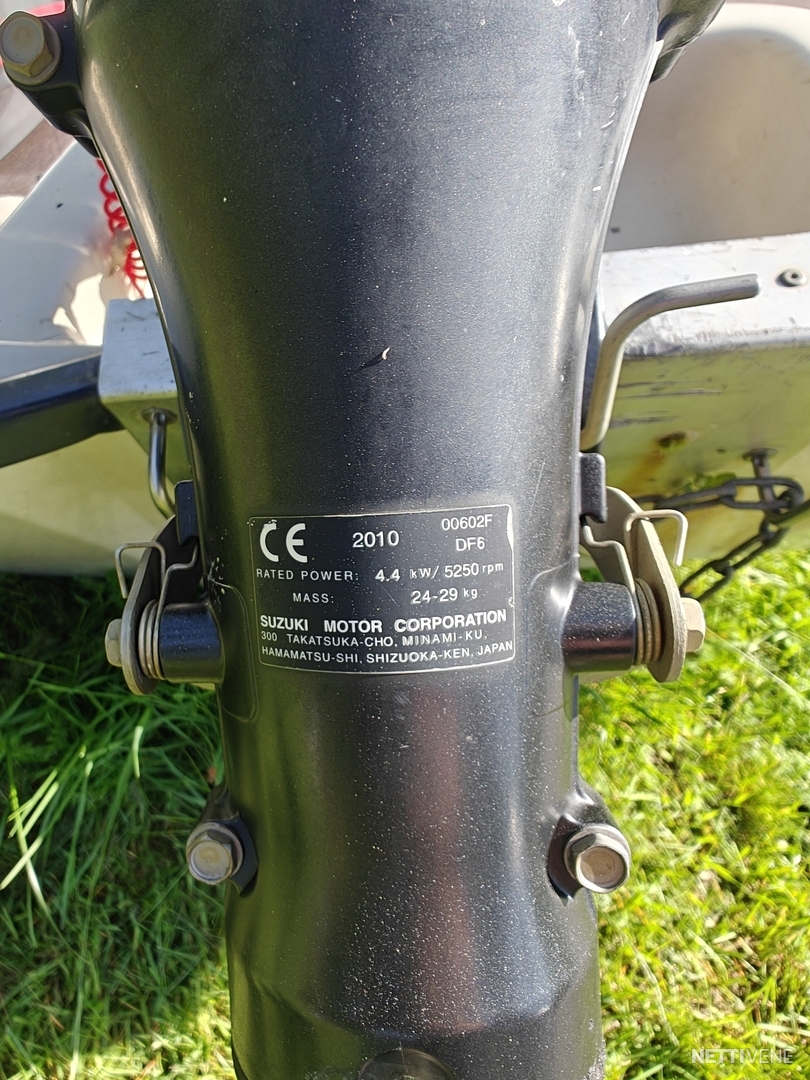 CE 2010 00602F
DF6
RATED POWER: 4.4 kW/5250 rpm
MASS: 24-29 kg
SUZUKI MOTOR CORPORATION
300 TAKATSUKA-CHO, MINAMI-KU,
HAMAMATSU-SHI, SHIZUOKA-KEN, JAPAN
NETTIVENE